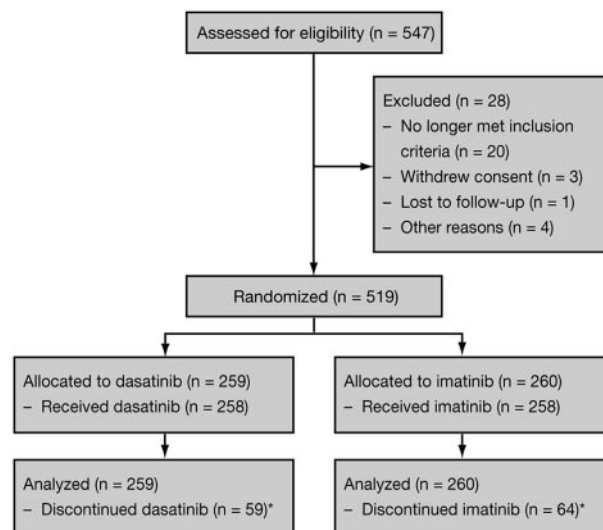 Assessed for eligibility (n = 547)
Excluded (n = 28)
– No longer met inclusion
criteria (n = 20)
– Withdrew consent (n = 3)
– Lost to follow-up (n = 1)
– Other reasons (n = 4)
Randomized (n = 519)
Allocated to dasatinib (n = 259)
– Received dasatinib (n = 258)
Allocated to imatinib (n = 260)
– Received imatinib (n = 258)
Analyzed (n = 259)
– Discontinued dasatinib (n = 59)*
Analyzed (n = 260)
– Discontinued imatinib (n = 64)*